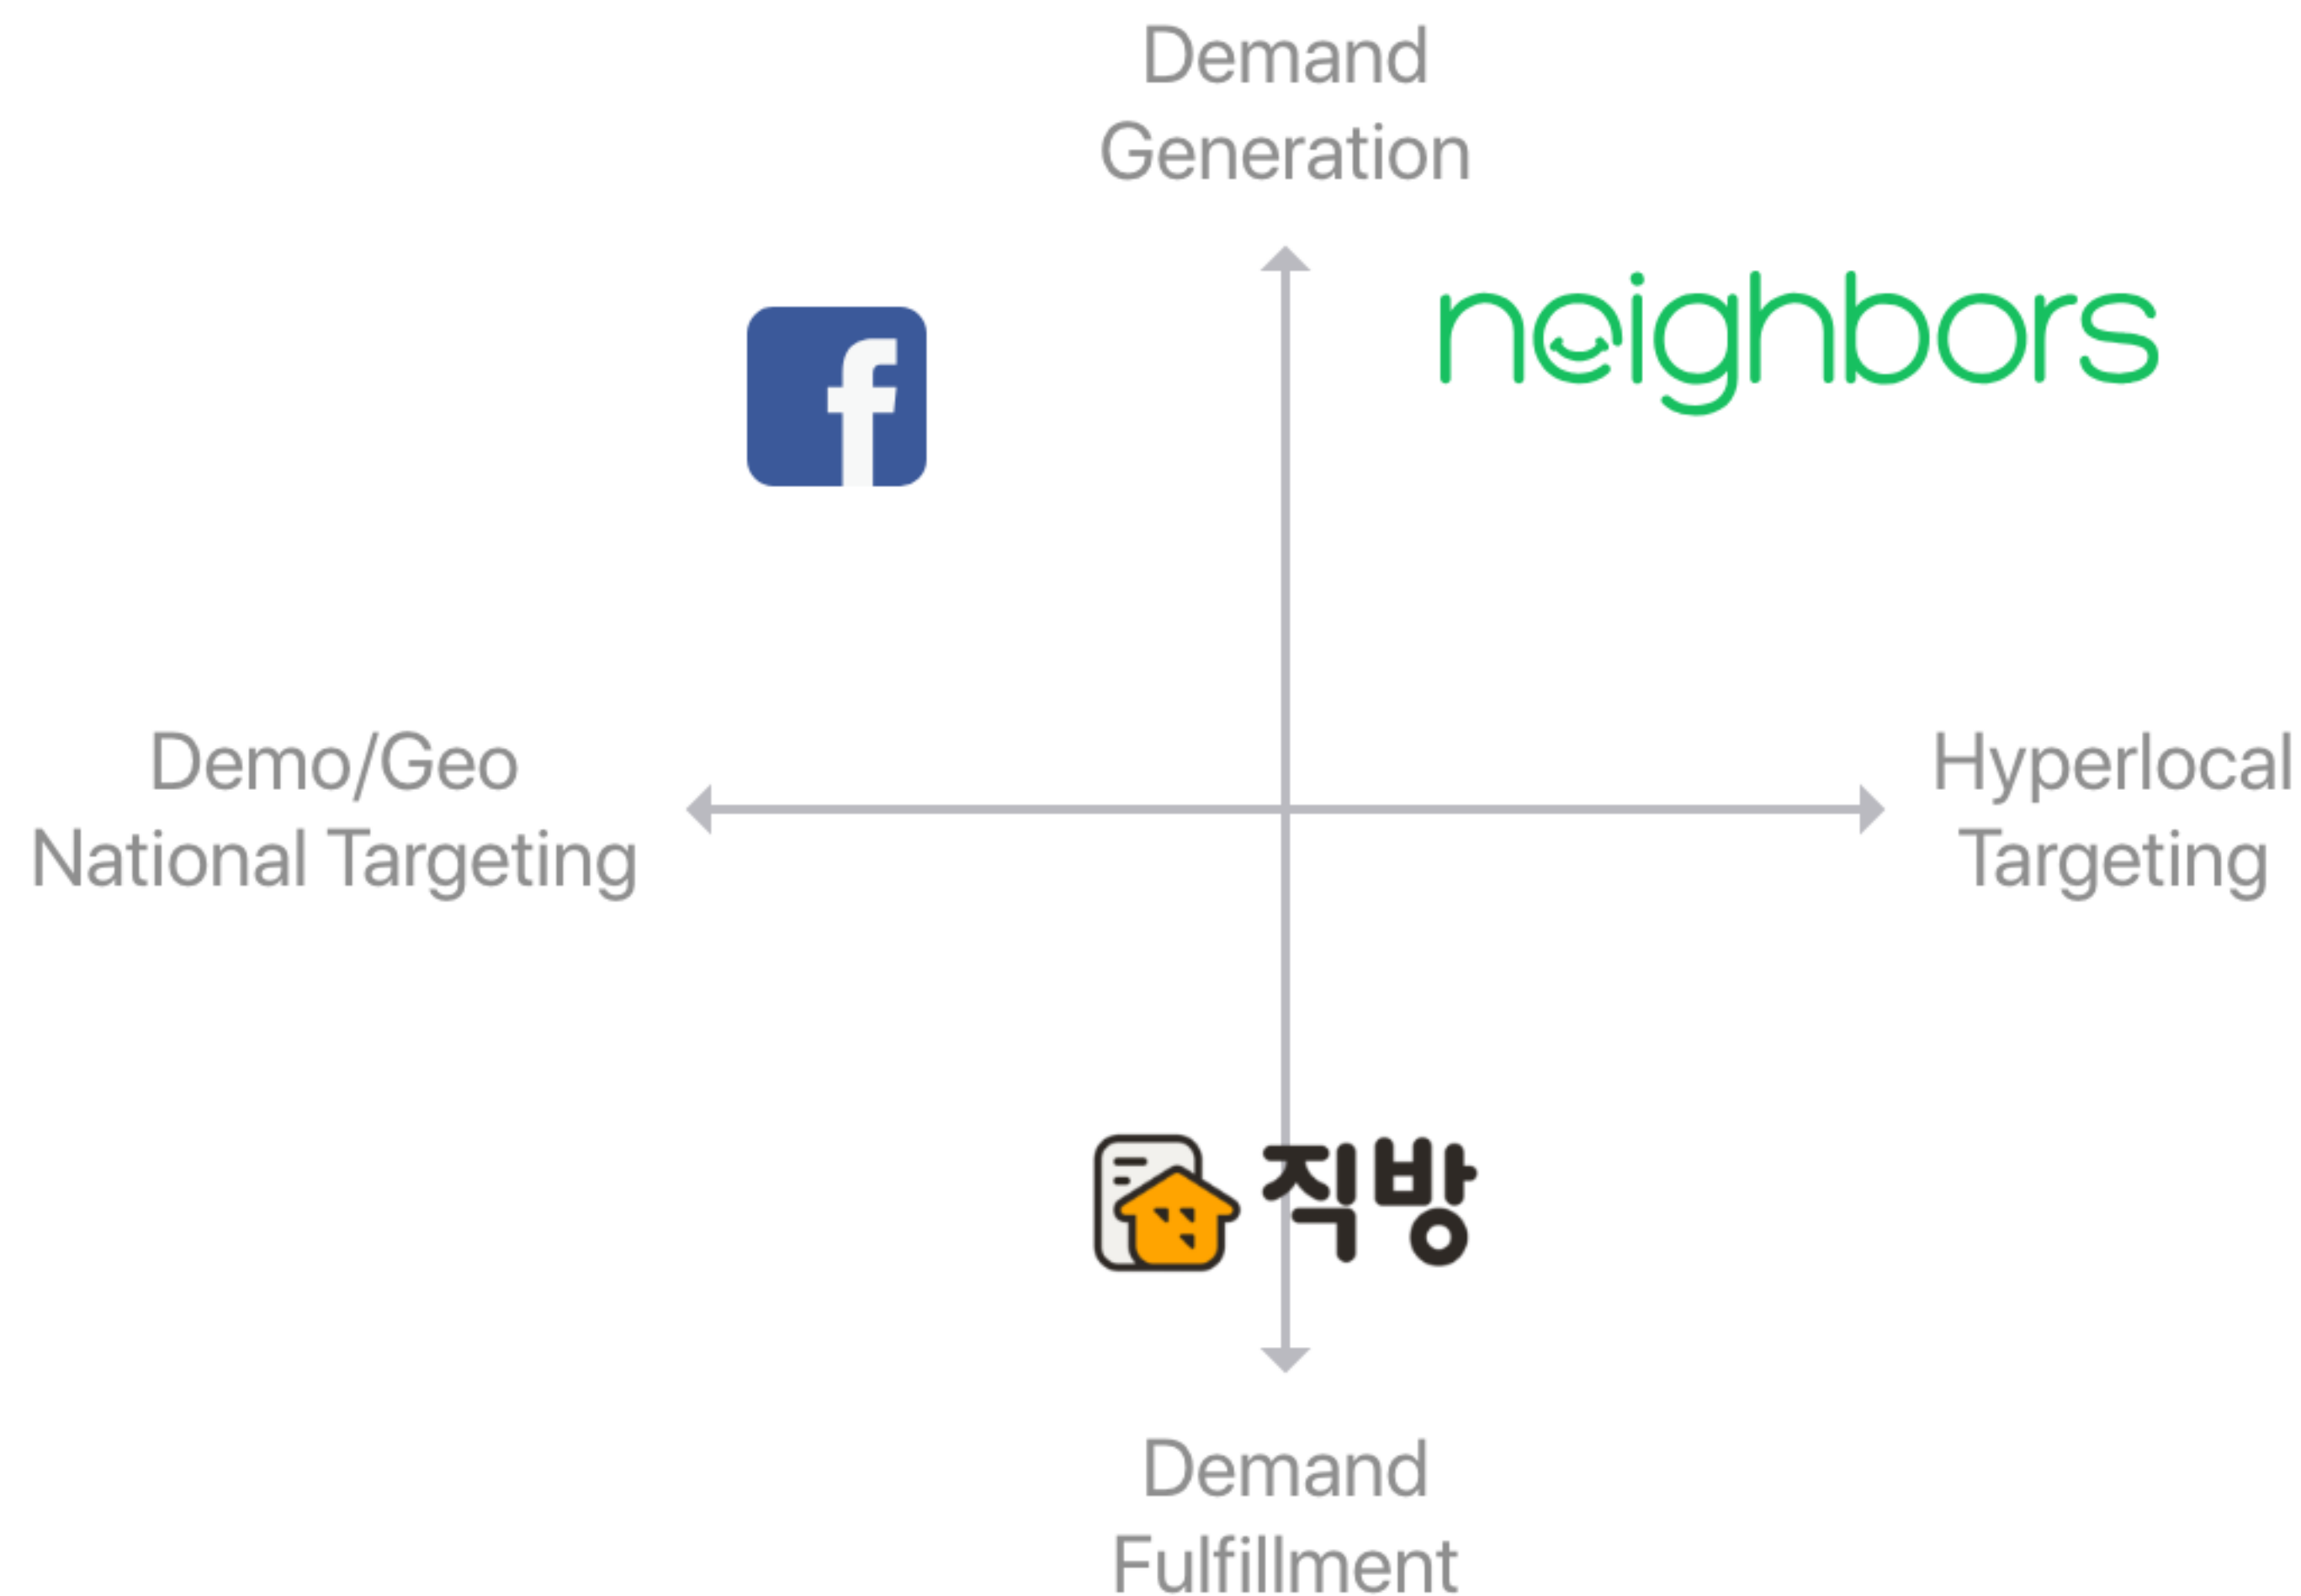 Demand
Generation
f
neighbors
Demo/Geo
National Targeting
Hyperlocal
Targeting
직방
Demand
Fulfillment